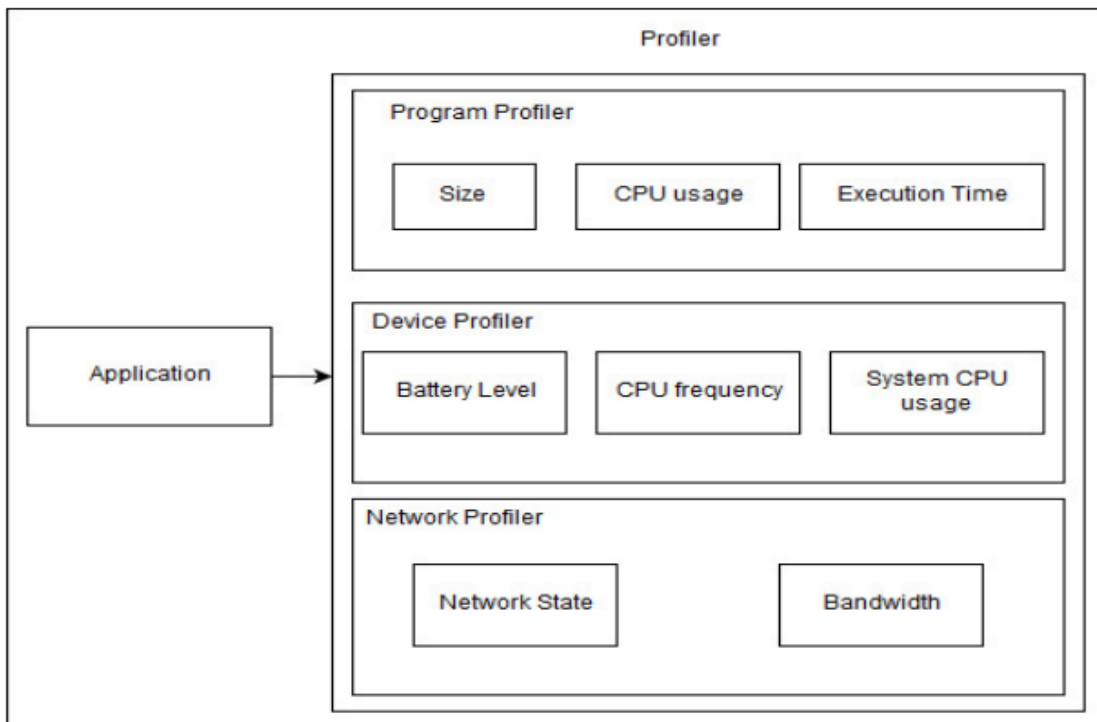 Profiler
Program Profiler
Size
CPU usage
Execution Time
Application
Device Profiler
Battery Level
CPU frequency
System CPU
usage
Network Profiler
Network State
Bandwidth